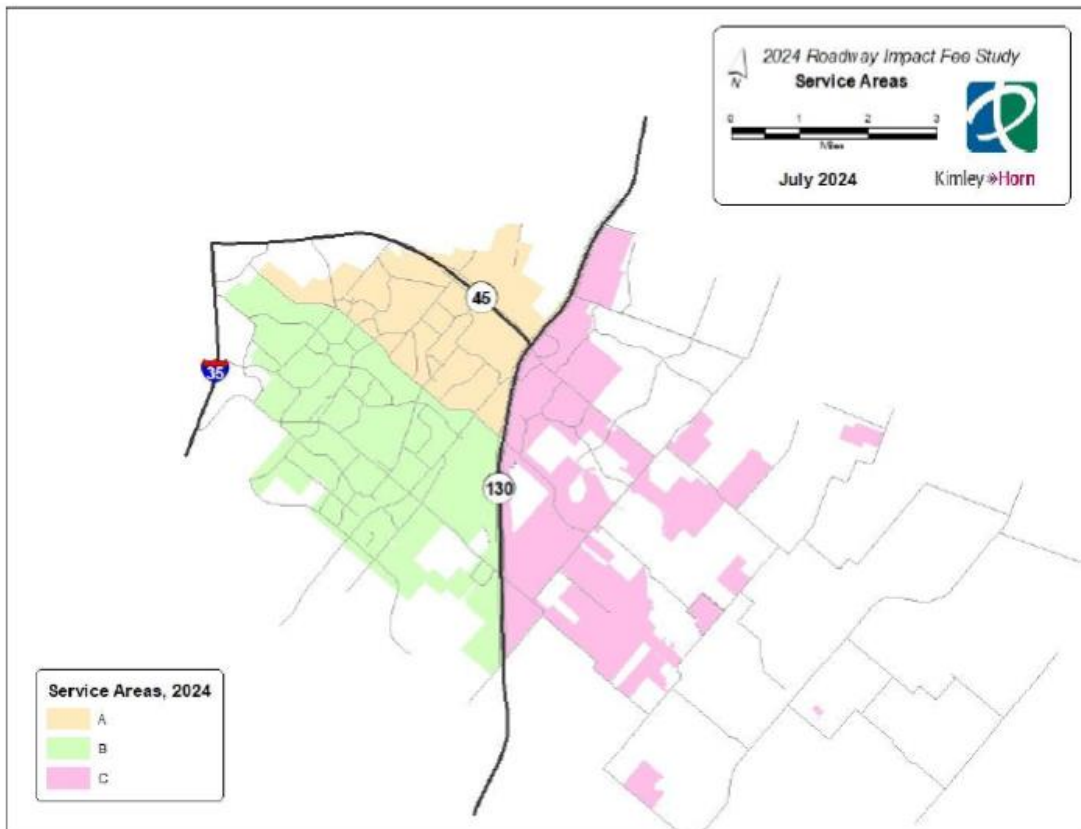 2024 Roadway Impact Fee Study
Service Areas
N
0 1 2 3
Miles
July 2024
Kimley Horn
45
35
130
Service Areas, 2024
A
B
C